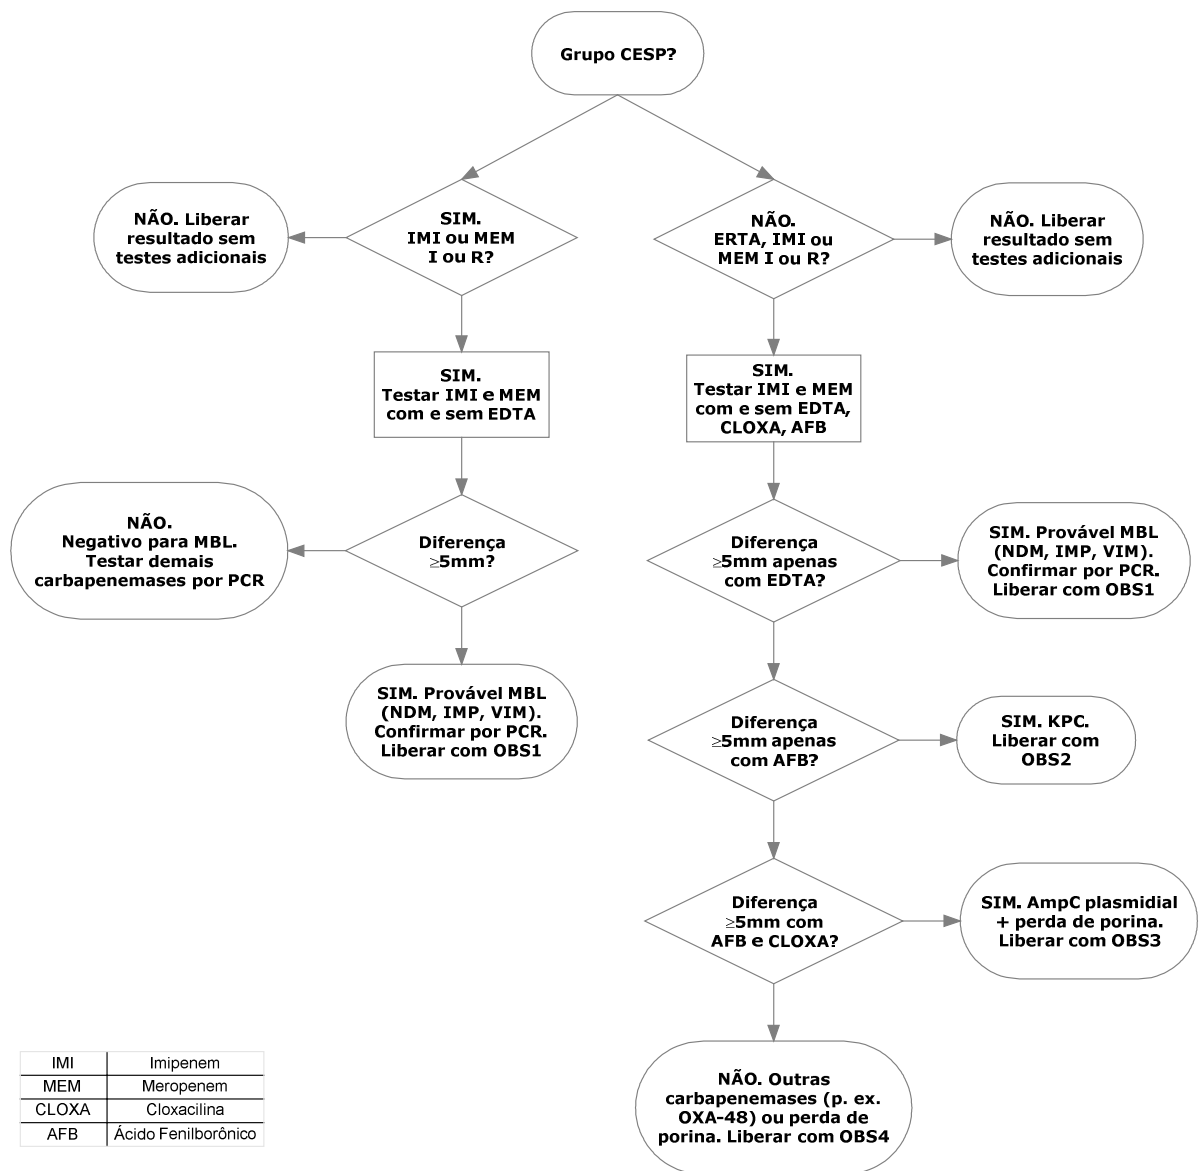 Grupo CESP?
NÃO. Liberar
resultado sem
testes adicionais
SIM.
IMI ou MEM
I ou R?
NÃO.
ERTA, IMI ou
MEM I ou R?
NÃO. Liberar
resultado sem
testes adicionais
SIM.
Testar IMI e MEM
com e sem EDTA
SIM.
Testar IMI e MEM
com e sem EDTA,
CLOXA, AFB
NÃO.
Negativo para MBL.
Testar demais
carbapenemases por PCR
Diferença
≥5mm?
Diferença
≥5mm apenas
com EDTA?
SIM. Provável MBL
(NDM, IMP, VIM).
Confirmar por PCR.
Liberar com OBS1
SIM. Provável MBL
(NDM, IMP, VIM).
Confirmar por PCR.
Liberar com OBS1
Diferença
≥5mm apenas
com AFB?
SIM. KPC.
Liberar com
OBS2
Diferença
≥5mm com
AFB e CLOXA?
SIM. AmpC plasmidial
+ perda de porina.
Liberar com OBS3
NÃO. Outras
carbapenemases (p. ex.
OXA-48) ou perda de
porina. Liberar com OBS4
IMI Imipenem
MEM Meropenem
CLOXA Cloxacilina
AFB Ácido Fenilborônico